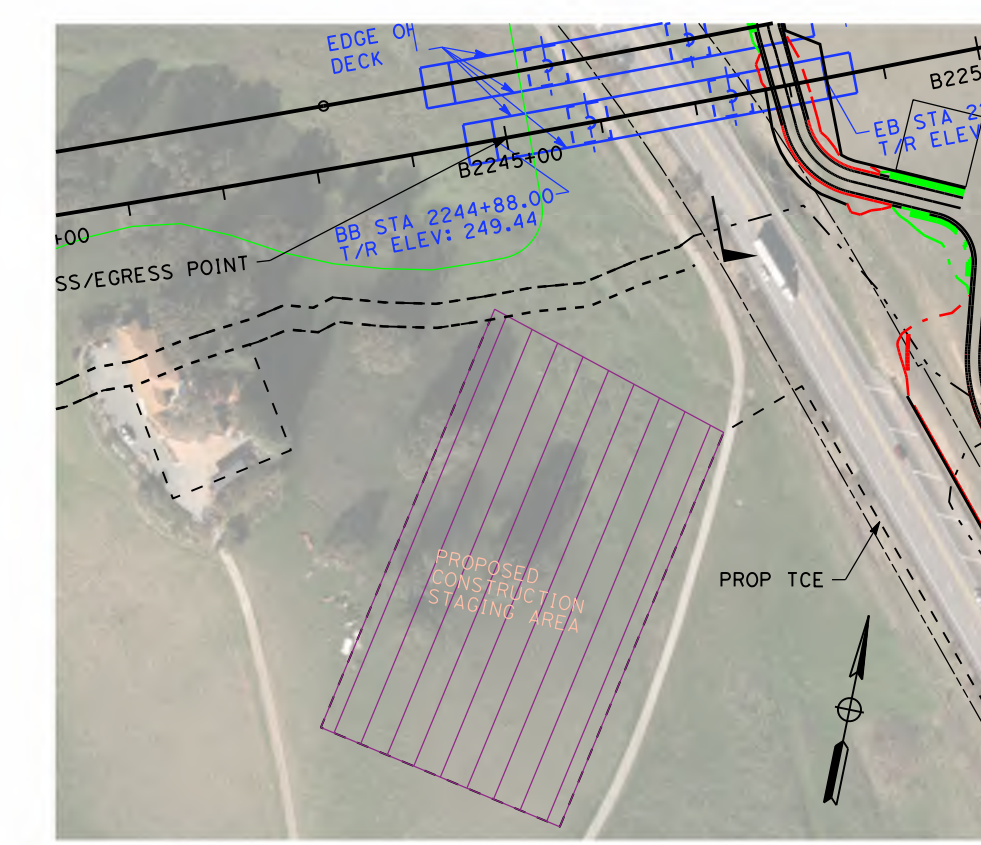 EDGE OF
DECK
B225
EB STA 2
T/R ELEV
B2245+00
BB STA 2244+88.00
T/R ELEV: 249.44
+00
SS/EGRESS POINT
PROPOSED
CONSTRUCTION
STAGING AREA
PROP TCE